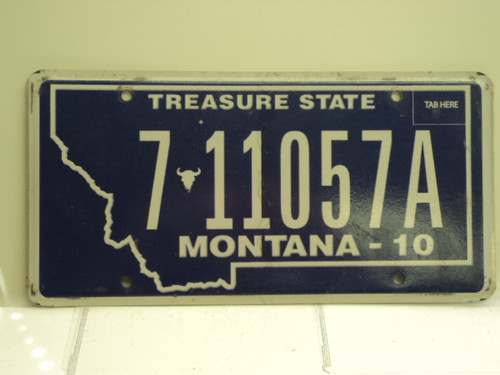 TREASURE STATE
TAB HERE
7 11057A
MONTANA - 10